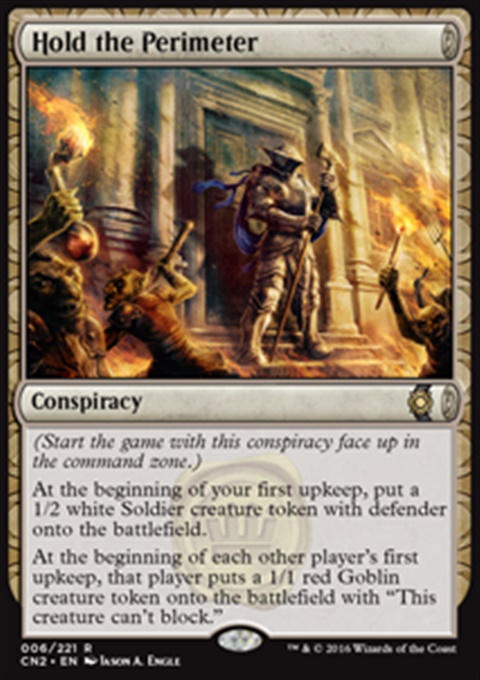 Hold the Perimeter
Conspiracy
(Start the game with this conspiracy face up in
the command zone.)
At the beginning of your first upkeep, put a
1/2 white Soldier creature token with defender
onto the battlefield.
At the beginning of each other player's first
upkeep, that player puts a 1/1 red Goblin
creature token onto the battlefield with “This
creature can't block.”
006/221 R
CN2 • EN Jason A. Engle
™ & © 2016 Wizards of the Coast